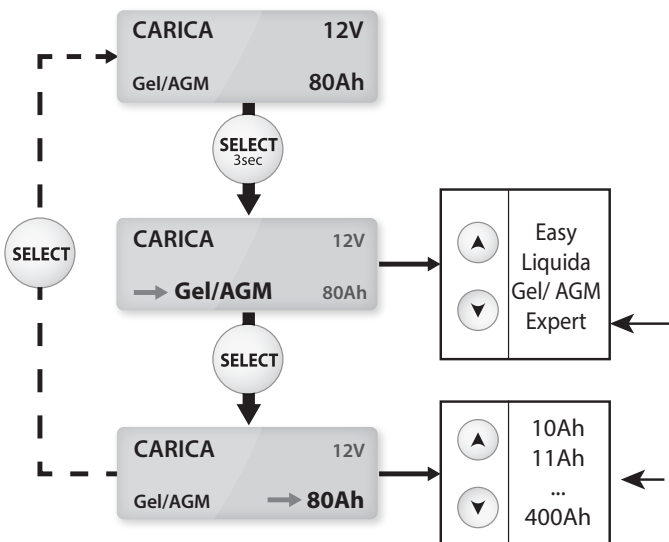 CARICA 12V
Gel/AGM 80Ah
SELECT
3sec
SELECT
CARICA 12V
Gel/AGM 80Ah
Easy
Liquida
Gel/ AGM
Expert
SELECT
CARICA 12V
Gel/AGM 80Ah
10Ah
11Ah
...
400Ah